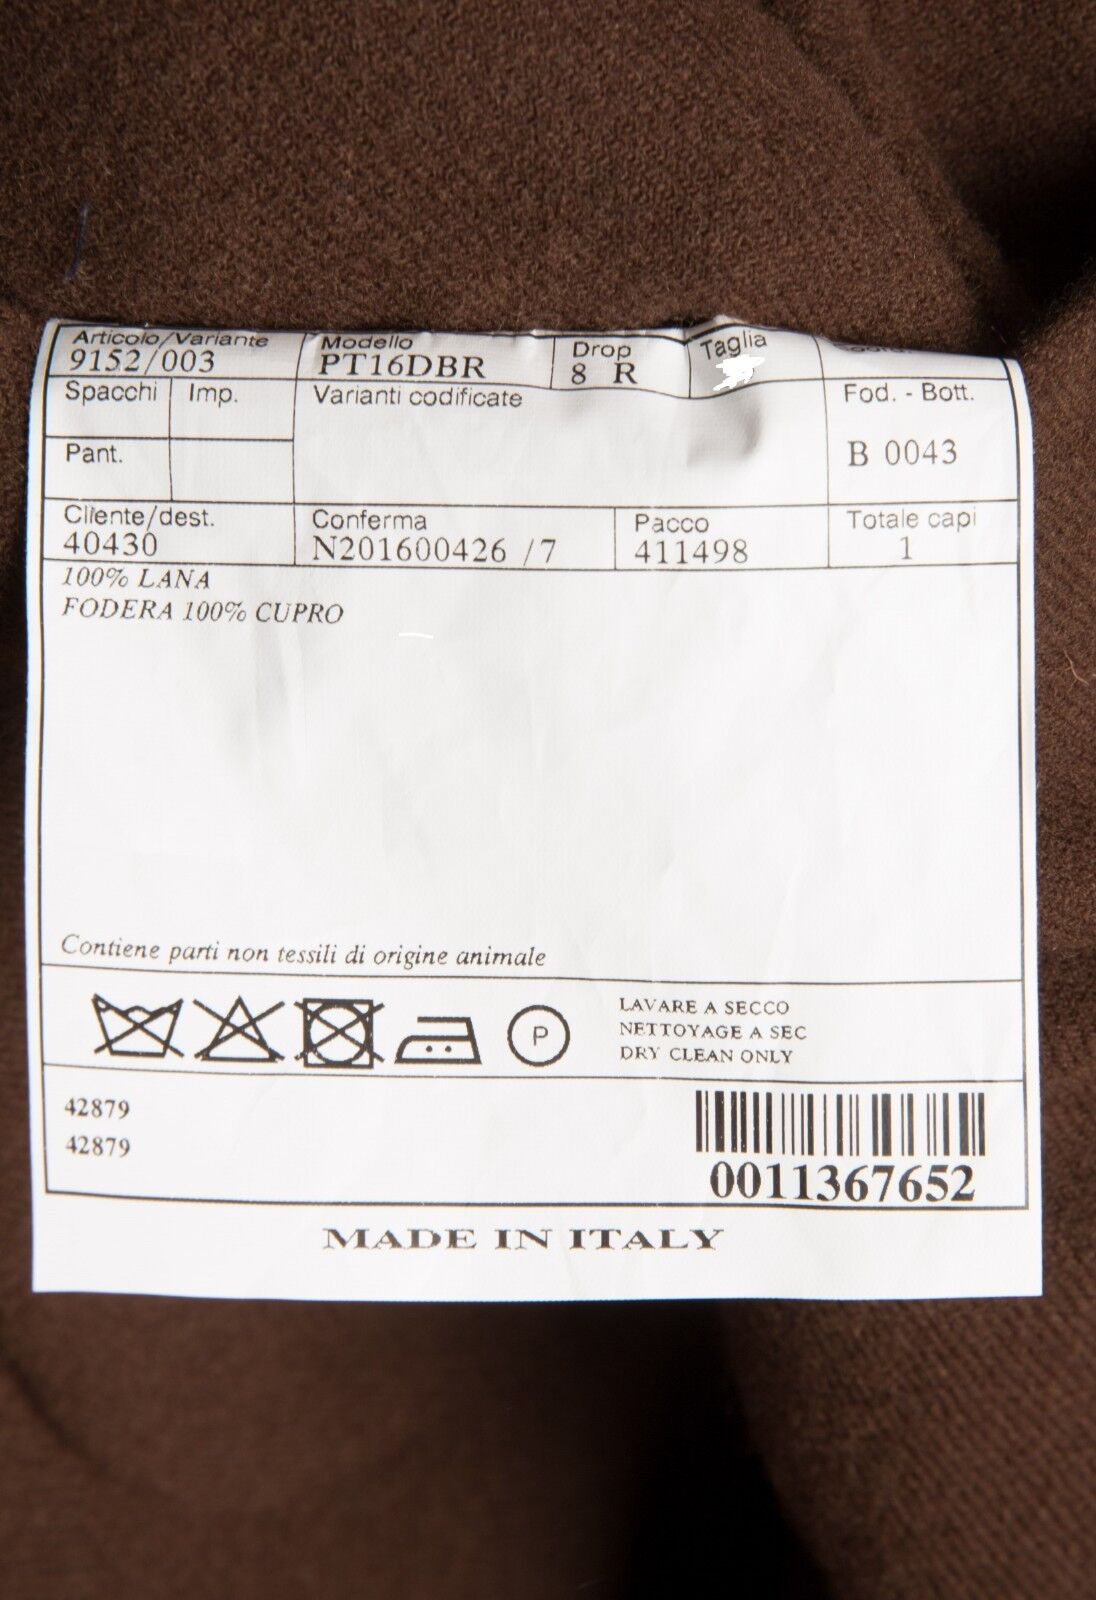 Articolo/Variante Modello Drop Taglia
9152/003 PT16DBR 8 R
Spacchi Imp. Varianti codificate Fod. - Bott.
Pant. B 0043
Cliente/dest. Conferma Pacco Totale capi
40430 N201600426 /7 411498 1
100% LANA
FODERA 100% CUPRO
Contiene parti non tessili di origine animale
P
LAVARE A SECCO
NETTOYAGE A SEC
DRY CLEAN ONLY
42879
42879
0011367652
MADE IN ITALY